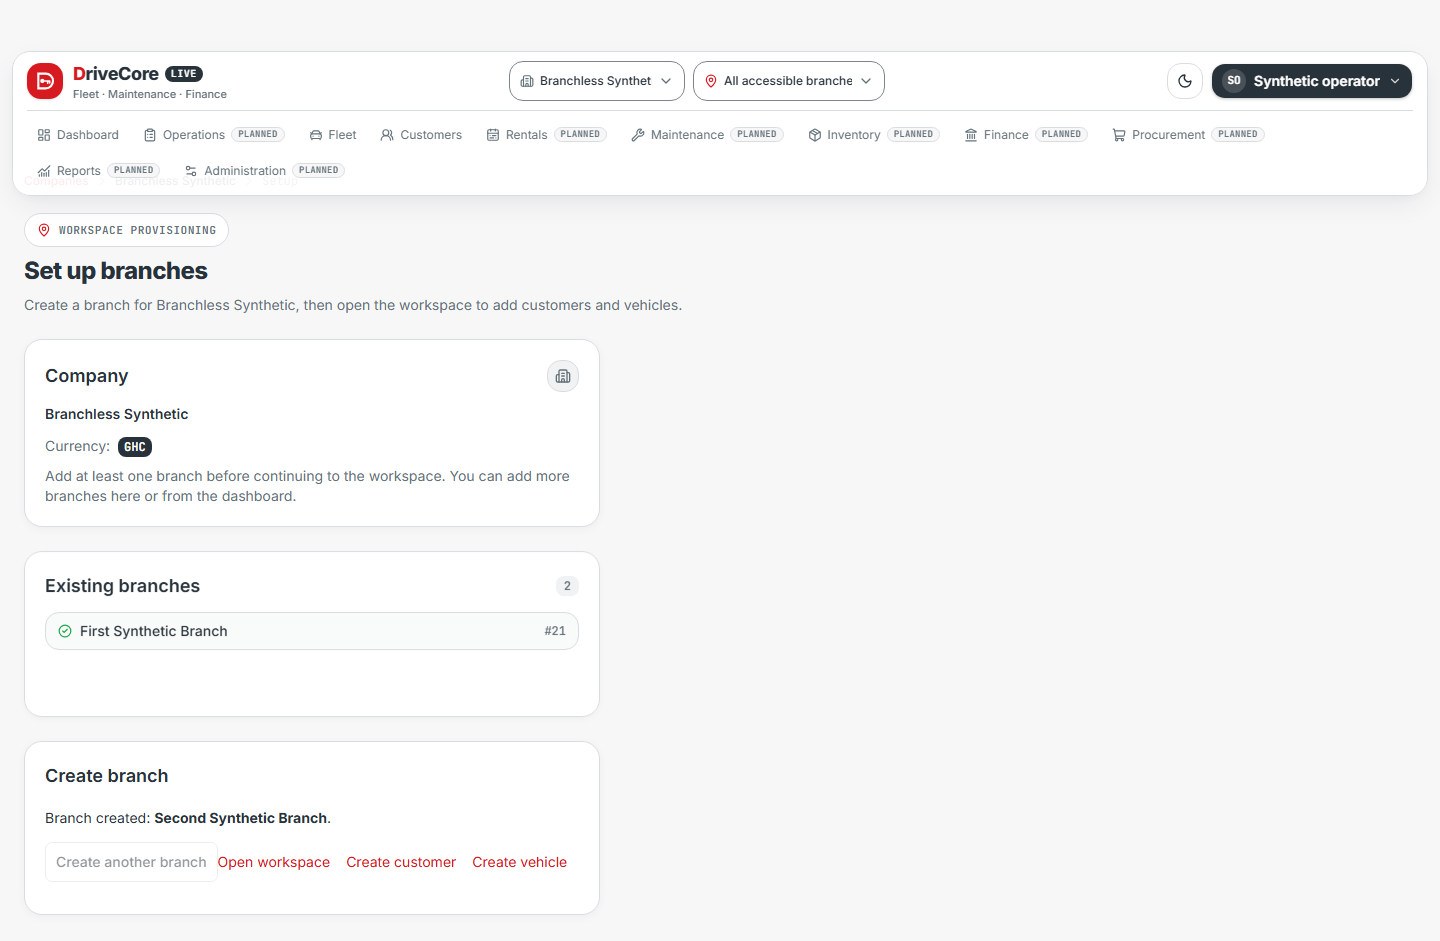 DriveCore LIVE
Fleet · Maintenance · Finance
Branchless Synthet
All accessible branche
SO Synthetic operator
Dashboard
Operations PLANNED
Fleet
Customers
Rentals PLANNED
Maintenance PLANNED
Inventory PLANNED
Finance PLANNED
Procurement PLANNED
Reports PLANNED
Administration PLANNED
Companies Branchless Synthetic Setup
WORKSPACE PROVISIONING
Set up branches
Create a branch for Branchless Synthetic, then open the workspace to add customers and vehicles.
Company
Branchless Synthetic
Currency: GHC
Add at least one branch before continuing to the workspace. You can add more
branches here or from the dashboard.
Existing branches 2
First Synthetic Branch #21
Create branch
Branch created: Second Synthetic Branch.
Create another branch Open workspace Create customer Create vehicle